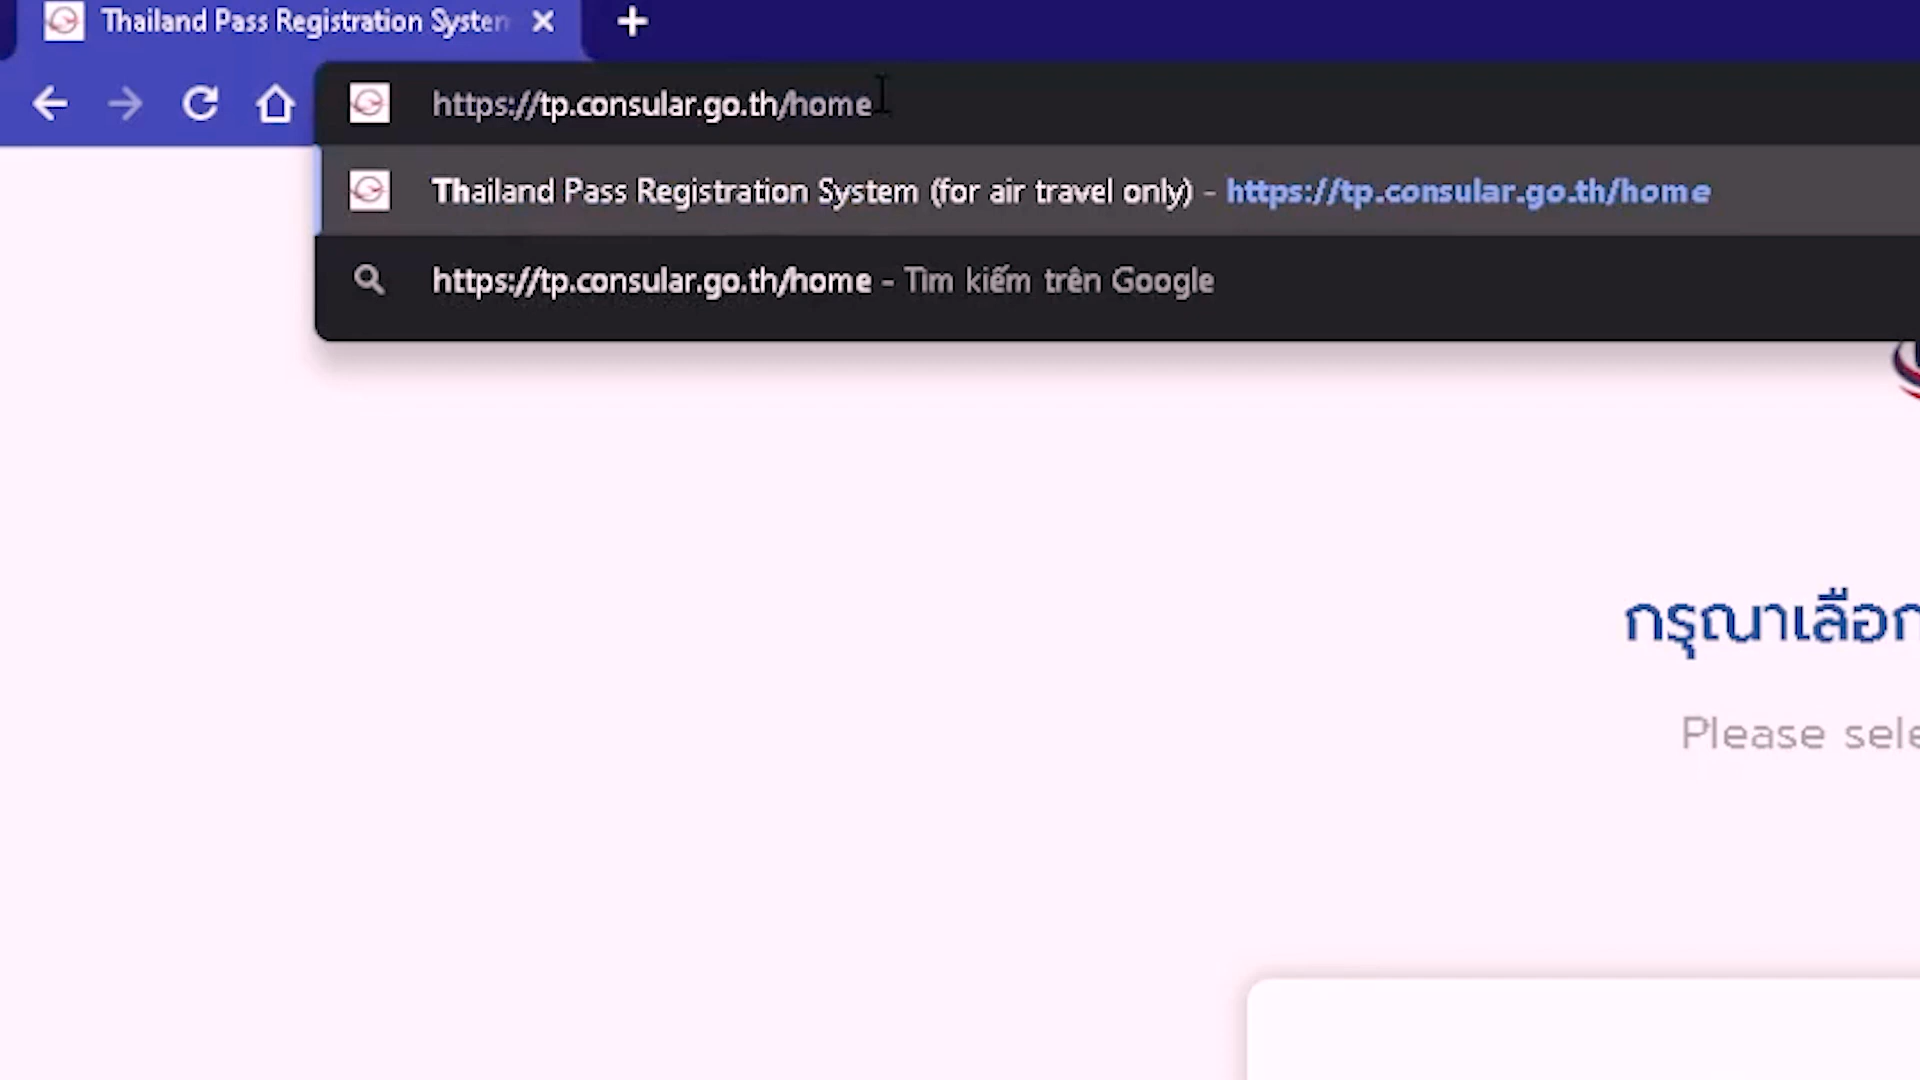 Thailand Pass Registration System
https://tp.consular.go.th/home
Thailand Pass Registration System (for air travel only) - https://tp.consular.go.th/home
https://tp.consular.go.th/home - Tìm kiếm trên Google
กรุณาเลือก
Please sele